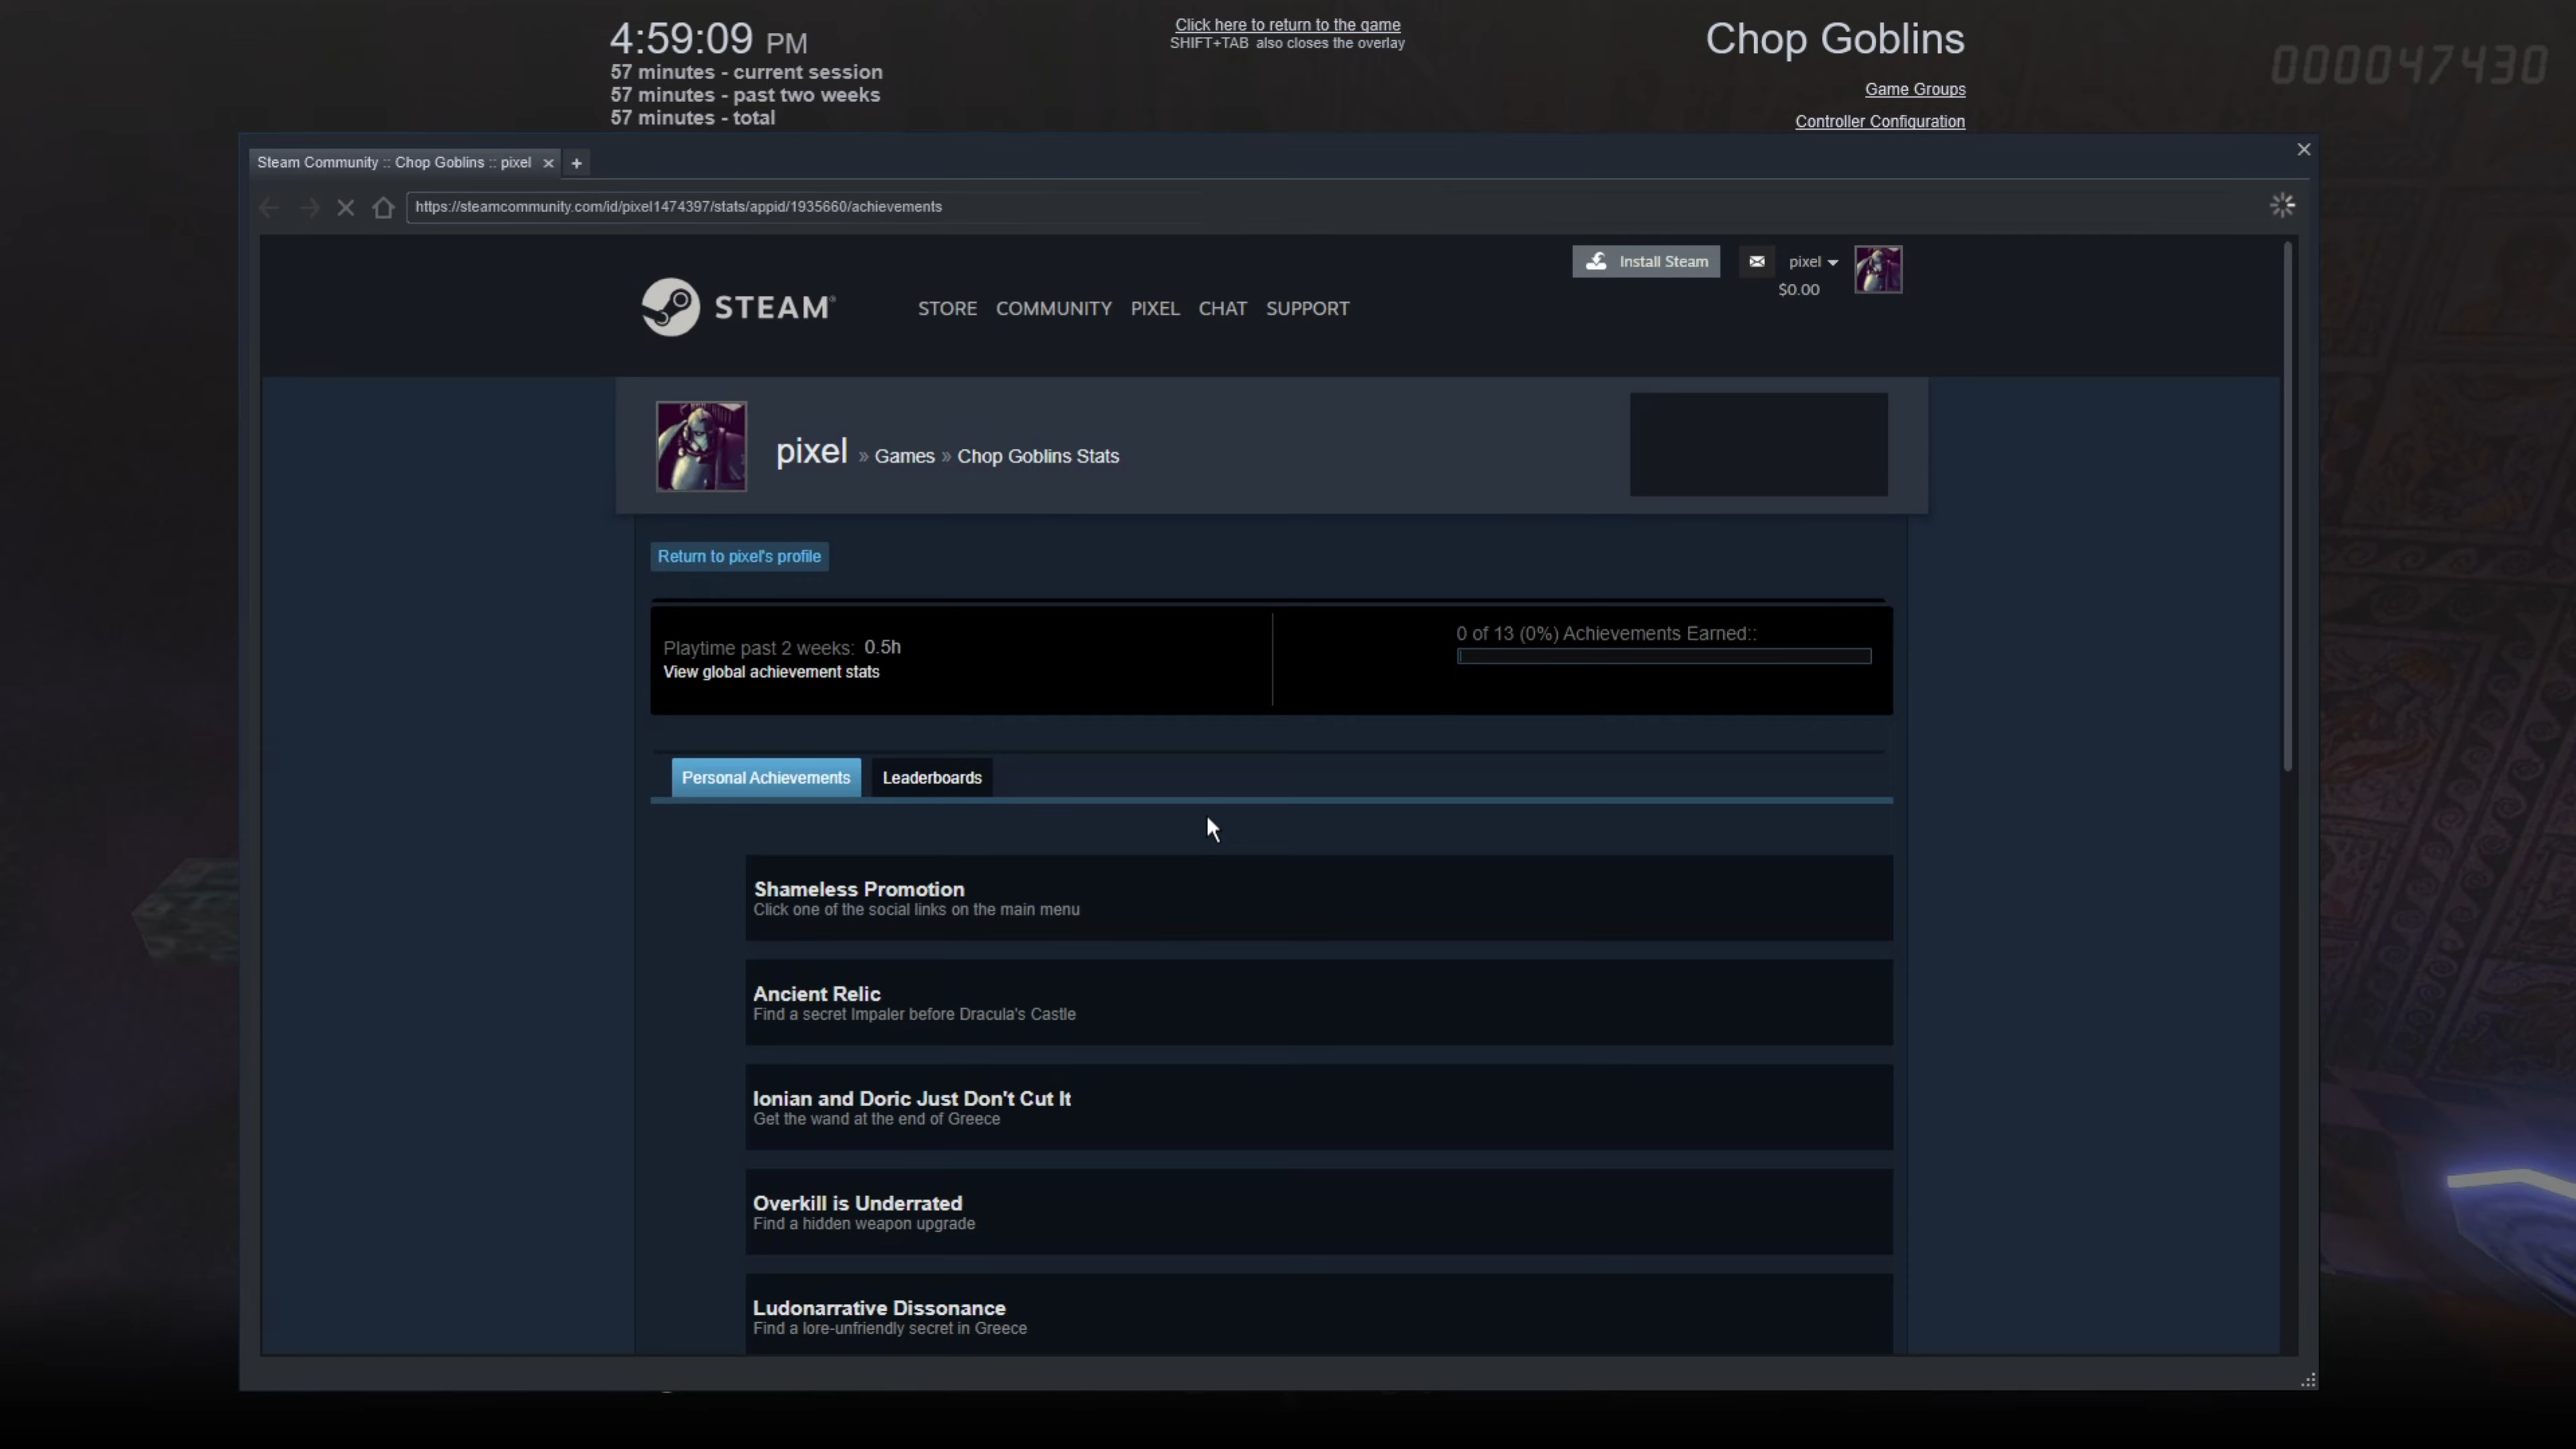 4:59:09 PM
57 minutes - current session
57 minutes - past two weeks
57 minutes - total
Click here to return to the game
SHIFT+TAB also closes the overlay
Chop Goblins
Game Groups
Controller Configuration
000047430
Steam Community :: Chop Goblins :: pixel
https://steamcommunity.com/id/pixel1474397/stats/appid/1935660/achievements
Install Steam
pixel
$0.00
STEAM®
STORE COMMUNITY PIXEL CHAT SUPPORT
pixel » Games » Chop Goblins Stats
Return to pixel's profile
Playtime past 2 weeks: 0.5h
View global achievement stats
0 of 13 (0%) Achievements Earned::
Personal Achievements
Leaderboards
Shameless Promotion
Click one of the social links on the main menu
Ancient Relic
Find a secret Impaler before Dracula's Castle
Ionian and Doric Just Don't Cut It
Get the wand at the end of Greece
Overkill is Underrated
Find a hidden weapon upgrade
Ludonarrative Dissonance
Find a lore-unfriendly secret in Greece